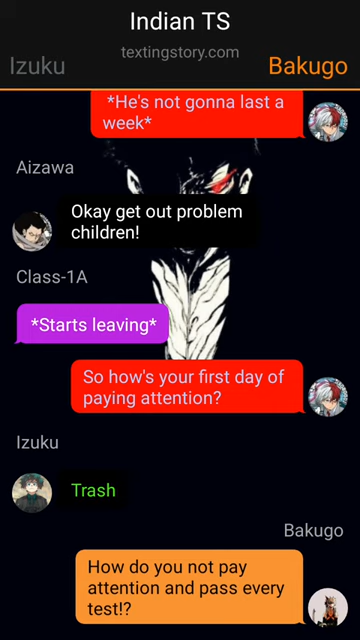 Indian TS
textingstory.com
Izuku
Bakugo
*He's not gonna last a
week*
Aizawa
Okay get out problem
children!
Class-1A
*Starts leaving*
So how's your first day of
paying attention?
Izuku
Trash
Bakugo
How do you not pay
attention and pass every
test!?